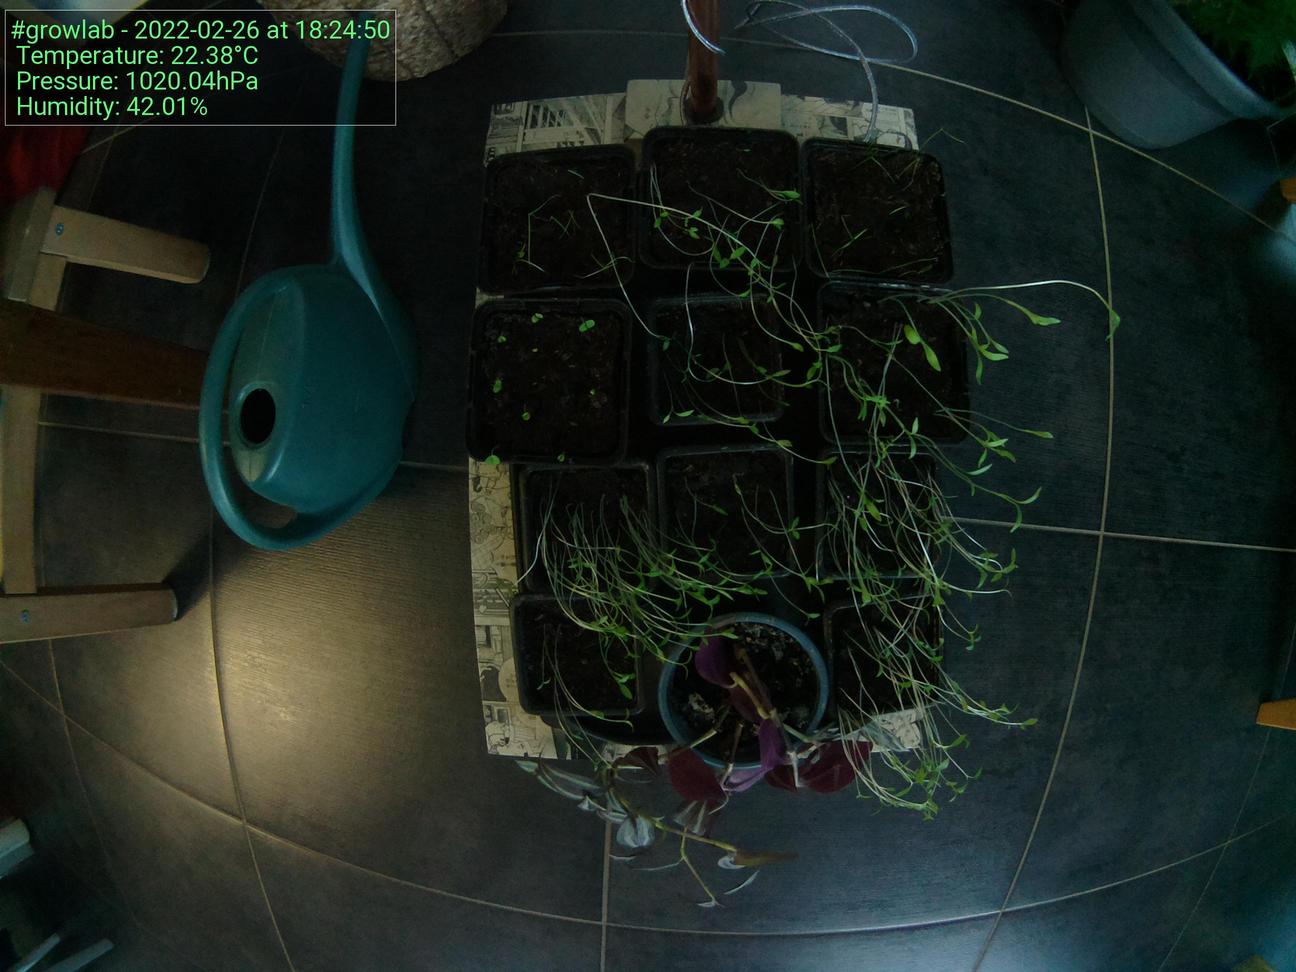 #growlab - 2022-02-26 at 18:24:50
Temperature: 22.38°C
Pressure: 1020.04hPa
Humidity: 42.01%